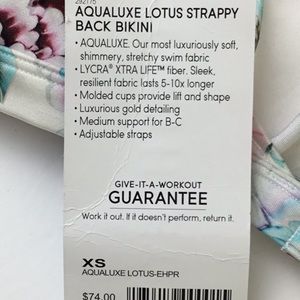 292175
AQUALUXE LOTUS STRAPPY
BACK BIKINI
• AQUALUXE. Our most luxuriously soft,
shimmery, stretchy swim fabric
• LYCRA® XTRA LIFE™ fiber. Sleek,
resilient fabric lasts 5-10x longer
• Molded cups provide lift and shape
• Luxurious gold detailing
• Medium support for B-C
• Adjustable straps
GIVE-IT-A-WORKOUT
GUARANTEE
Work it out. If it doesn't perform, return it.
XS
AQUALUXE LOTUS-EHPR
$74.00